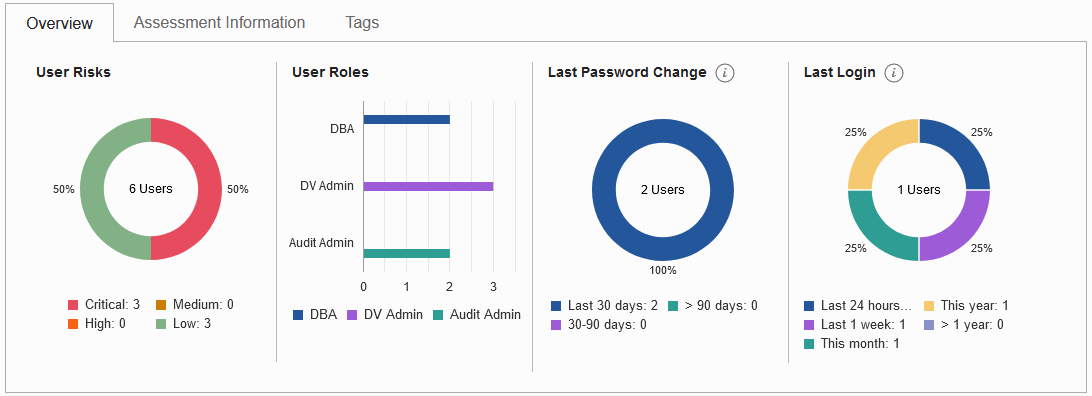 Overview
Assessment Information
Tags
User Risks
50%
6 Users
50%
Critical: 3
Medium: 0
High: 0
Low: 3
User Roles
DBA
DV Admin
Audit Admin
0 1 2 3
DBA DV Admin Audit Admin
Last Password Change i
2 Users
100%
Last 30 days: 2
> 90 days: 0
30-90 days: 0
Last Login i
25%
25%
1 Users
25%
25%
Last 24 hours...
This year: 1
Last 1 week: 1
> 1 year: 0
This month: 1